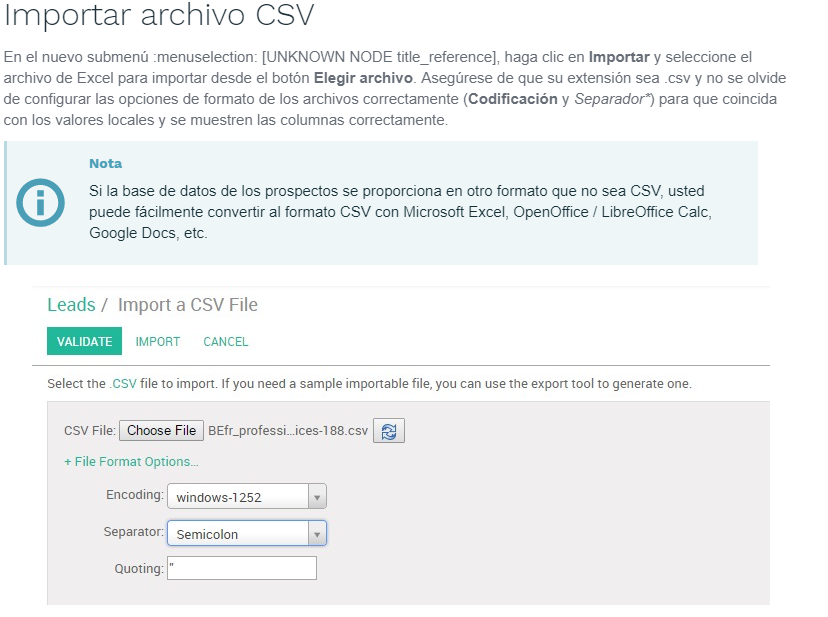 Importar archivo CSV
En el nuevo submenú :menuselection: [UNKNOWN NODE title_reference], haga clic en Importar y seleccione el
archivo de Excel para importar desde el botón Elegir archivo. Asegúrese de que su extensión sea .csv y no se olvide
de configurar las opciones de formato de los archivos correctamente (Codificación y Separador*) para que coincida
con los valores locales y se muestren las columnas correctamente.
Nota
Si la base de datos de los prospectos se proporciona en otro formato que no sea CSV, usted
puede fácilmente convertir al formato CSV con Microsoft Excel, OpenOffice / LibreOffice Calc,
Google Docs, etc.
Leads / Import a CSV File
VALIDATE IMPORT CANCEL
Select the .CSV file to import. If you need a sample importable file, you can use the export tool to generate one.
CSV File: Choose File BEfr_professi...ices-188.csv
+ File Format Options...
Encoding: windows-1252
Separator: Semicolon
Quoting: "